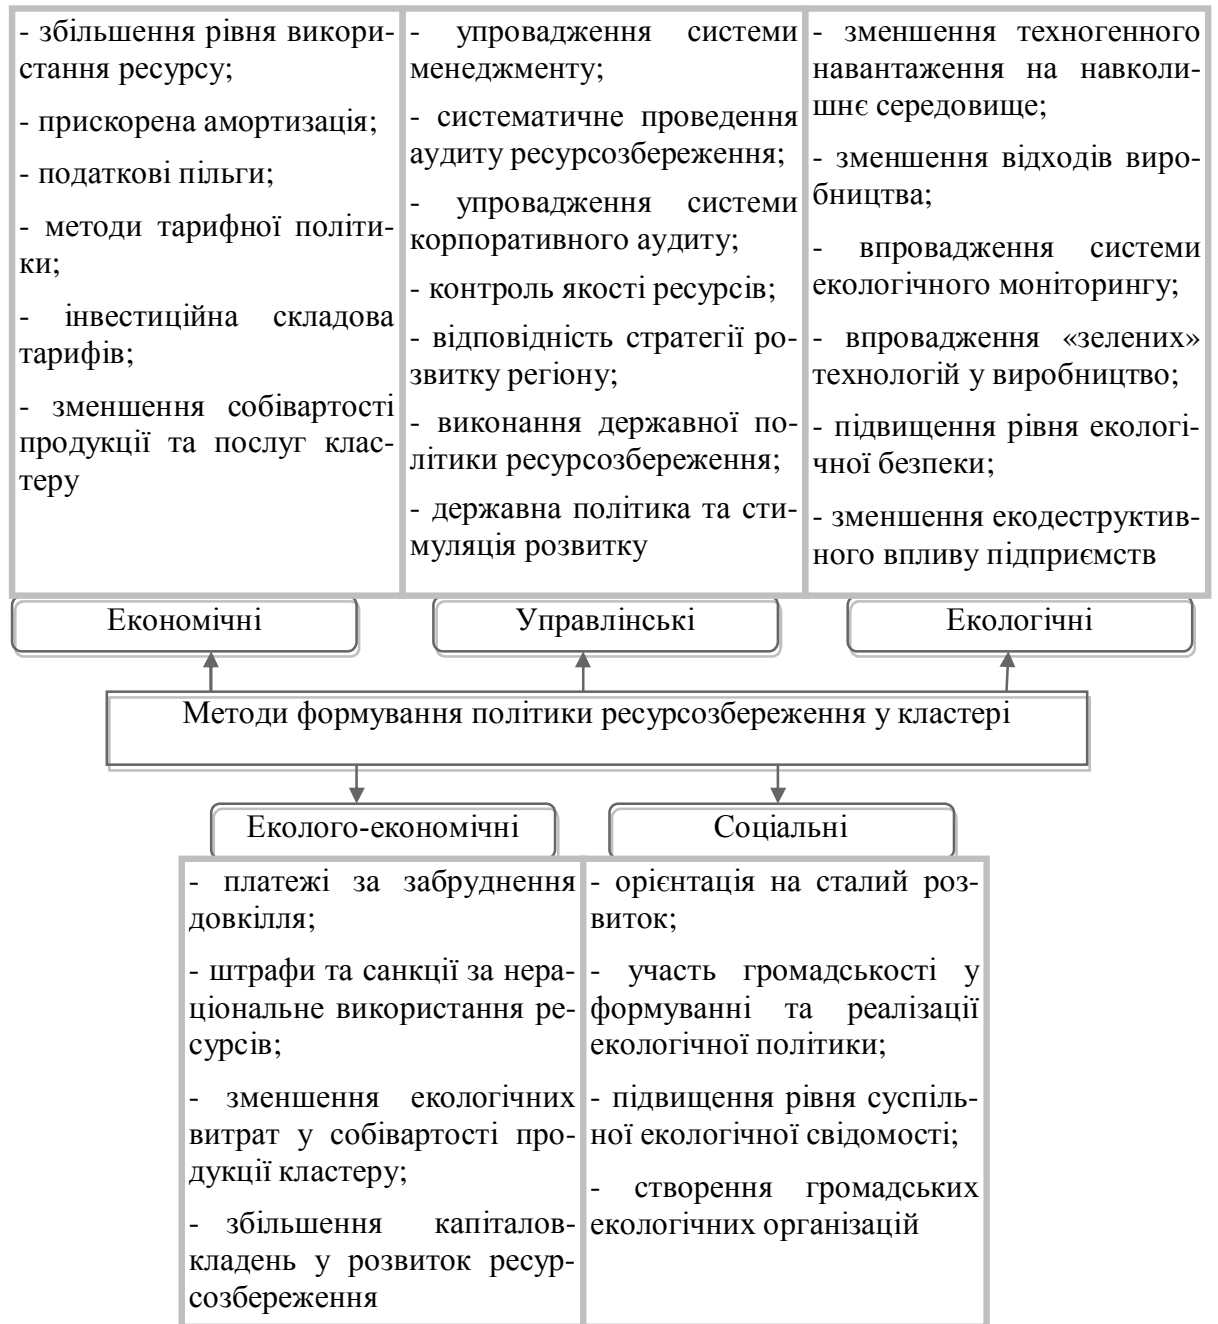 - збільшення рівня викори-
стання ресурсу;
- прискорена амортизація;
- податкові пільги;
- методи тарифної політи-
ки;
- інвестиційна складова
тарифів;
- зменшення собівартості
продукції та послуг клас-
теру
- упровадження системи
менеджменту;
- систематичне проведення
аудиту ресурсозбереження;
- упровадження системи
корпоративного аудиту;
- контроль якості ресурсів;
- відповідність стратегії ро-
звитку регіону;
- виконання державної по-
літики ресурсозбереження;
- державна політика та сти-
муляція розвитку
- зменшення техногенного
навантаження на навколи-
шнє середовище;
- зменшення відходів виро-
бництва;
- впровадження системи
екологічного моніторингу;
- впровадження «зелених»
технологій у виробництво;
- підвищення рівня екологі-
чної безпеки;
- зменшення екодеструктив-
ного впливу підприємств
Економічні
Управлінські
Екологічні
Методи формування політики ресурсозбереження у кластері
Еколого-економічні
Соціальні
- платежі за забруднення
довкілля;
- штрафи та санкції за нера-
ціональне використання ре-
сурсів;
- зменшення екологічних
витрат у собівартості про-
дукції кластеру;
- збільшення капіталов-
кладень у розвиток ресур-
созбереження
- орієнтація на сталий роз-
виток;
- участь громадськості у
формуванні та реалізації
екологічної політики;
- підвищення рівня суспіль-
ної екологічної свідомості;
- створення громадських
екологічних організацій